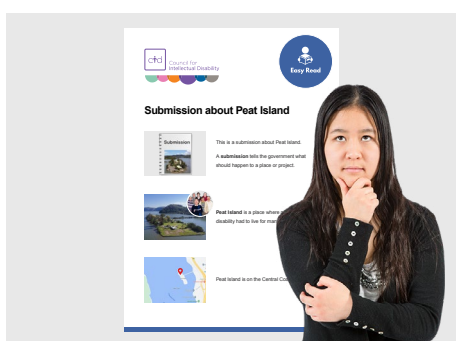 cid
Council for
Intellectual Disability
Easy Read
Submission about Peat Island
Submission
This is a submission about Peat Island.
A submission tells the government what
should happen to a place or project.
Peat Island is a place where
disability had to live for
Peat Island is on the Central